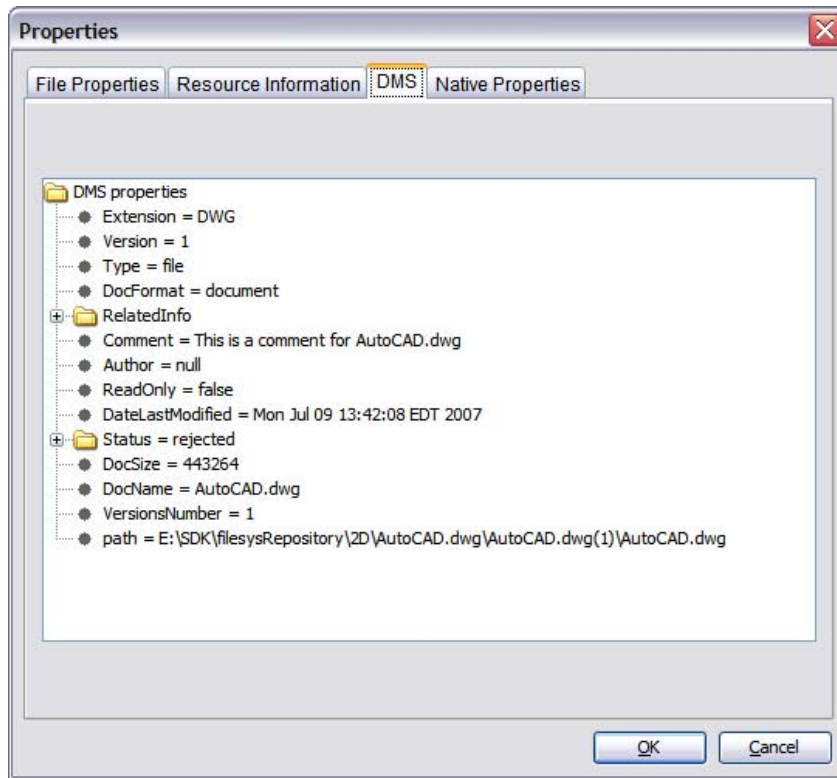 Properties
File Properties Resource Information DMS Native Properties
DMS properties
Extension = DWG
Version = 1
Type = file
DocFormat = document
RelatedInfo
Comment = This is a comment for AutoCAD.dwg
Author = null
ReadOnly = false
DateLastModified = Mon Jul 09 13:42:08 EDT 2007
Status = rejected
DocSize = 443264
DocName = AutoCAD.dwg
VersionsNumber = 1
path = E:\SDK\filesysRepository\2D\AutoCAD.dwg\AutoCAD.dwg(1)\AutoCAD.dwg
OK Cancel